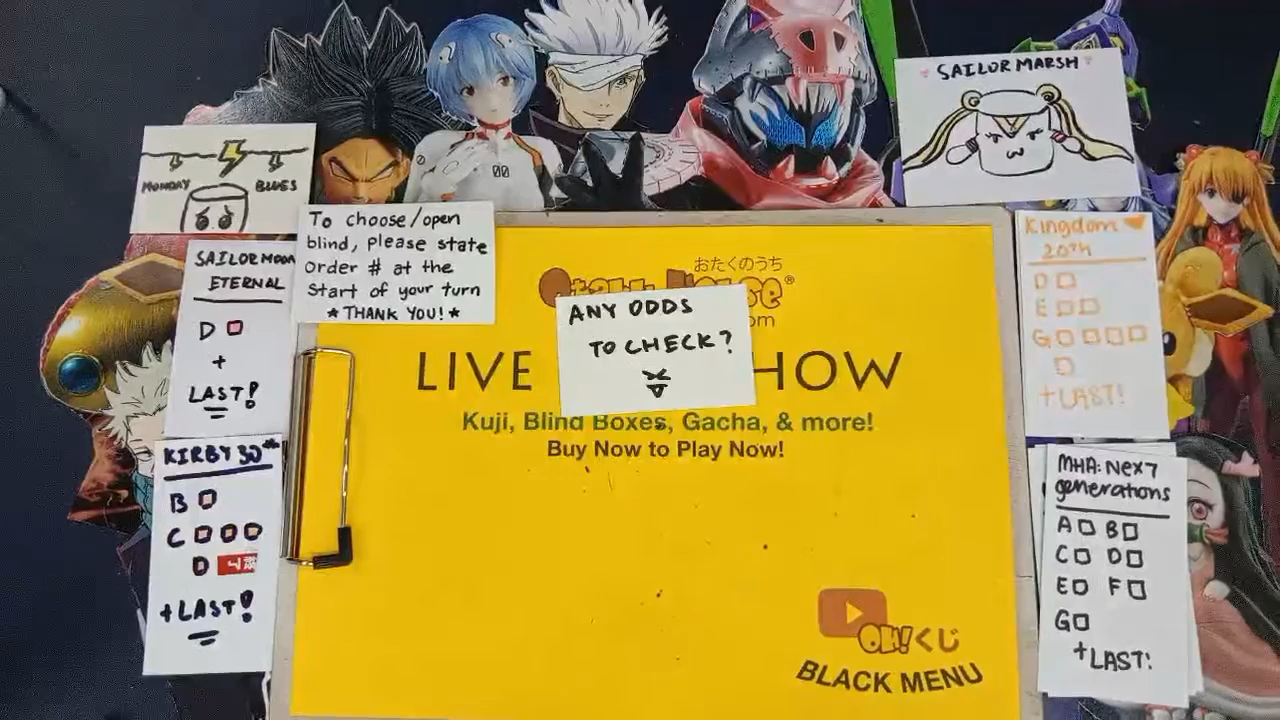 SAILOR MARSH
MONDAY BLUES
To choose/open
blind, please state
Order # at the
Start of your turn
*THANK YOU!*
SAILOR MOON
ETERNAL
D
+
LAST!
KIRBY 30th
B
C
D
+LAST!
00
おたくのうち
ANY ODDS
TO CHECK?
LIVE
HOW
Kuji, Blind Boxes, Gacha, & more!
Buy Now to Play Now!
OH!くじ
BLACK MENU
Kingdom
20th
D
E
G
+LAST!
MHA: Next
generations
A B
C D
E F
G
+LAST!